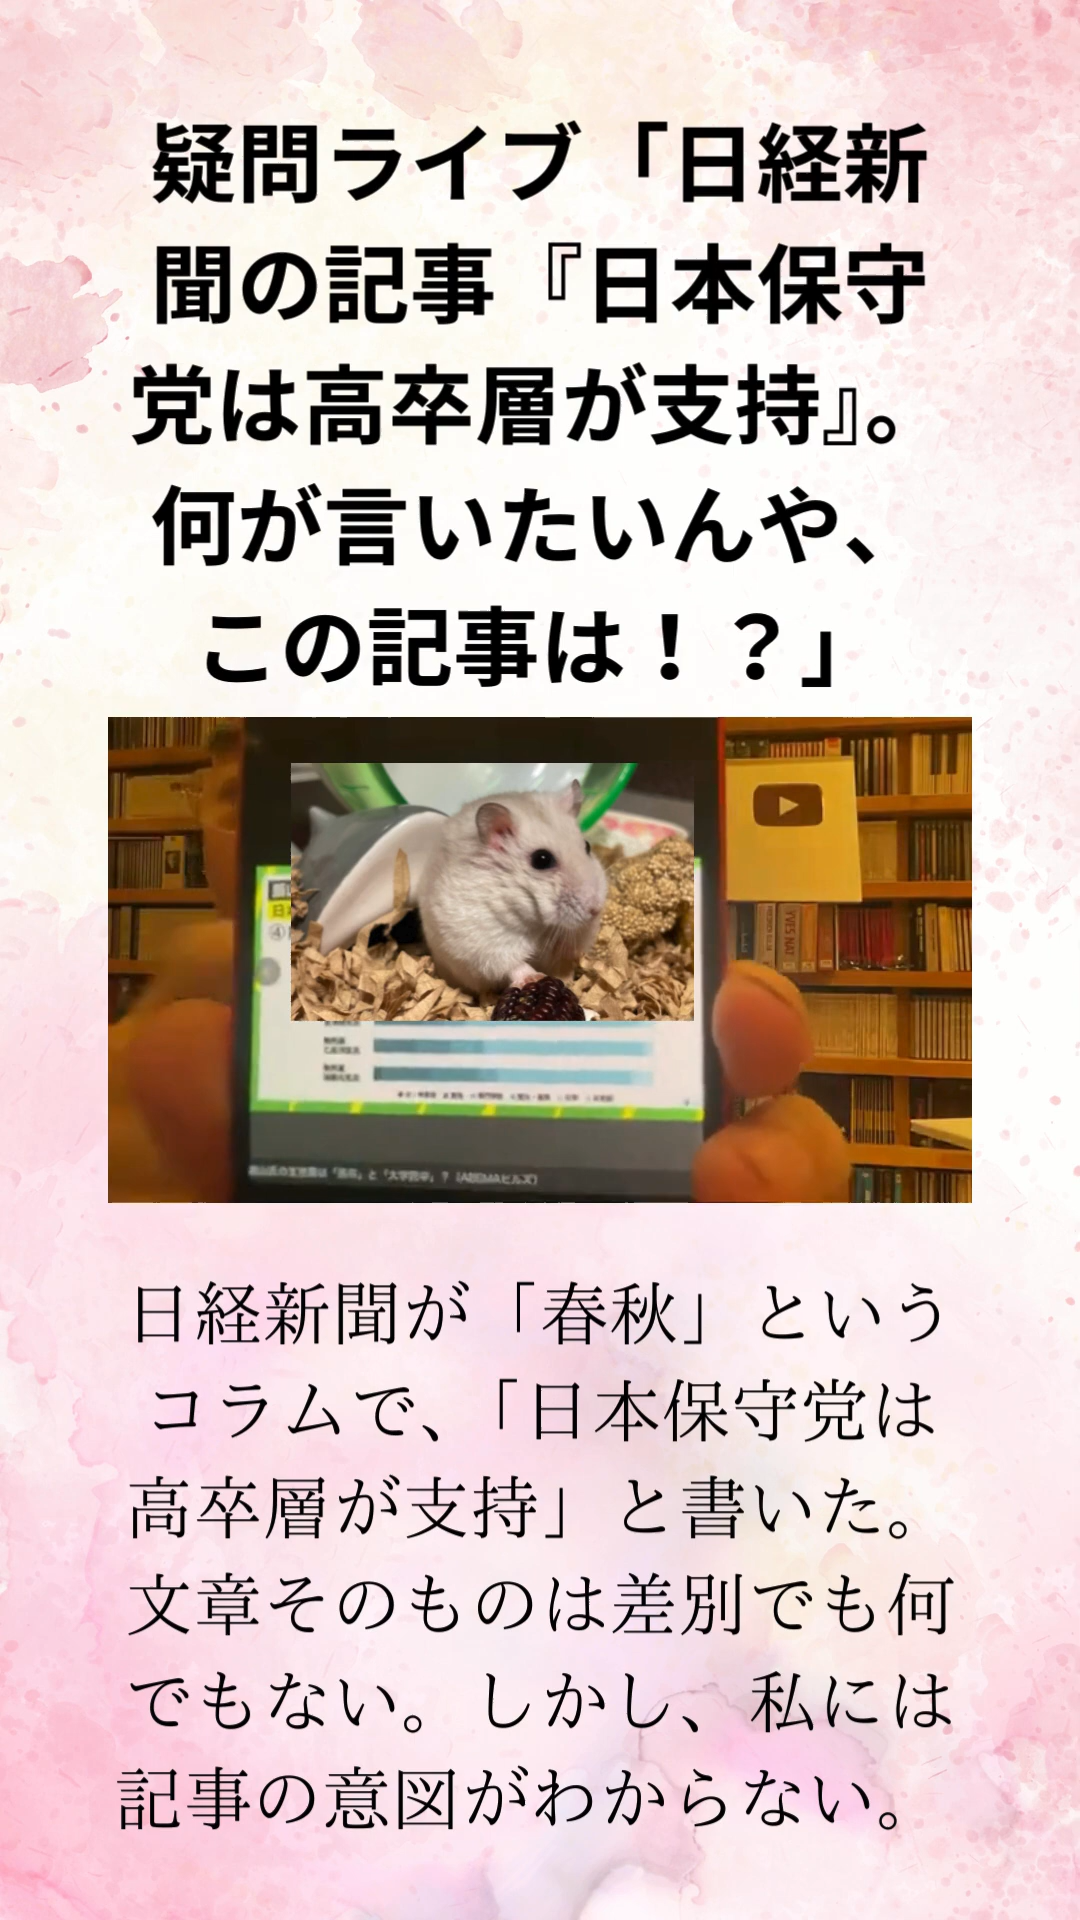 疑問ライブ「日経新
聞の記事『日本保守
党は高卒層が支持』。
何が言いたいんや、
この記事は！？」
YVES NAT
日経新聞が「春秋」という
コラムで、「日本保守党は
高卒層が支持」と書いた。
文章そのものは差別でも何
でもない。しかし、私には
記事の意図がわからない。